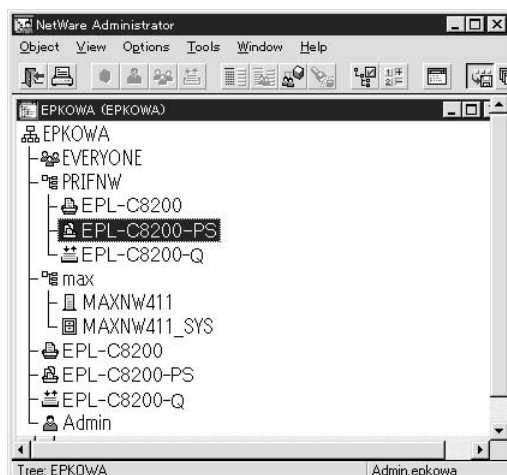 NetWare Administrator
Object View Options Tools Window Help
EPKOWA (EPKOWA)
EPKOWA
EVERYONE
PRIFNW
EPL-C8200
EPL-C8200-PS
EPL-C8200-Q
max
MAXNW411
MAXNW411_SYS
EPL-C8200
EPL-C8200-PS
EPL-C8200-Q
Admin
Tree: EPKOWA Admin.epkowa